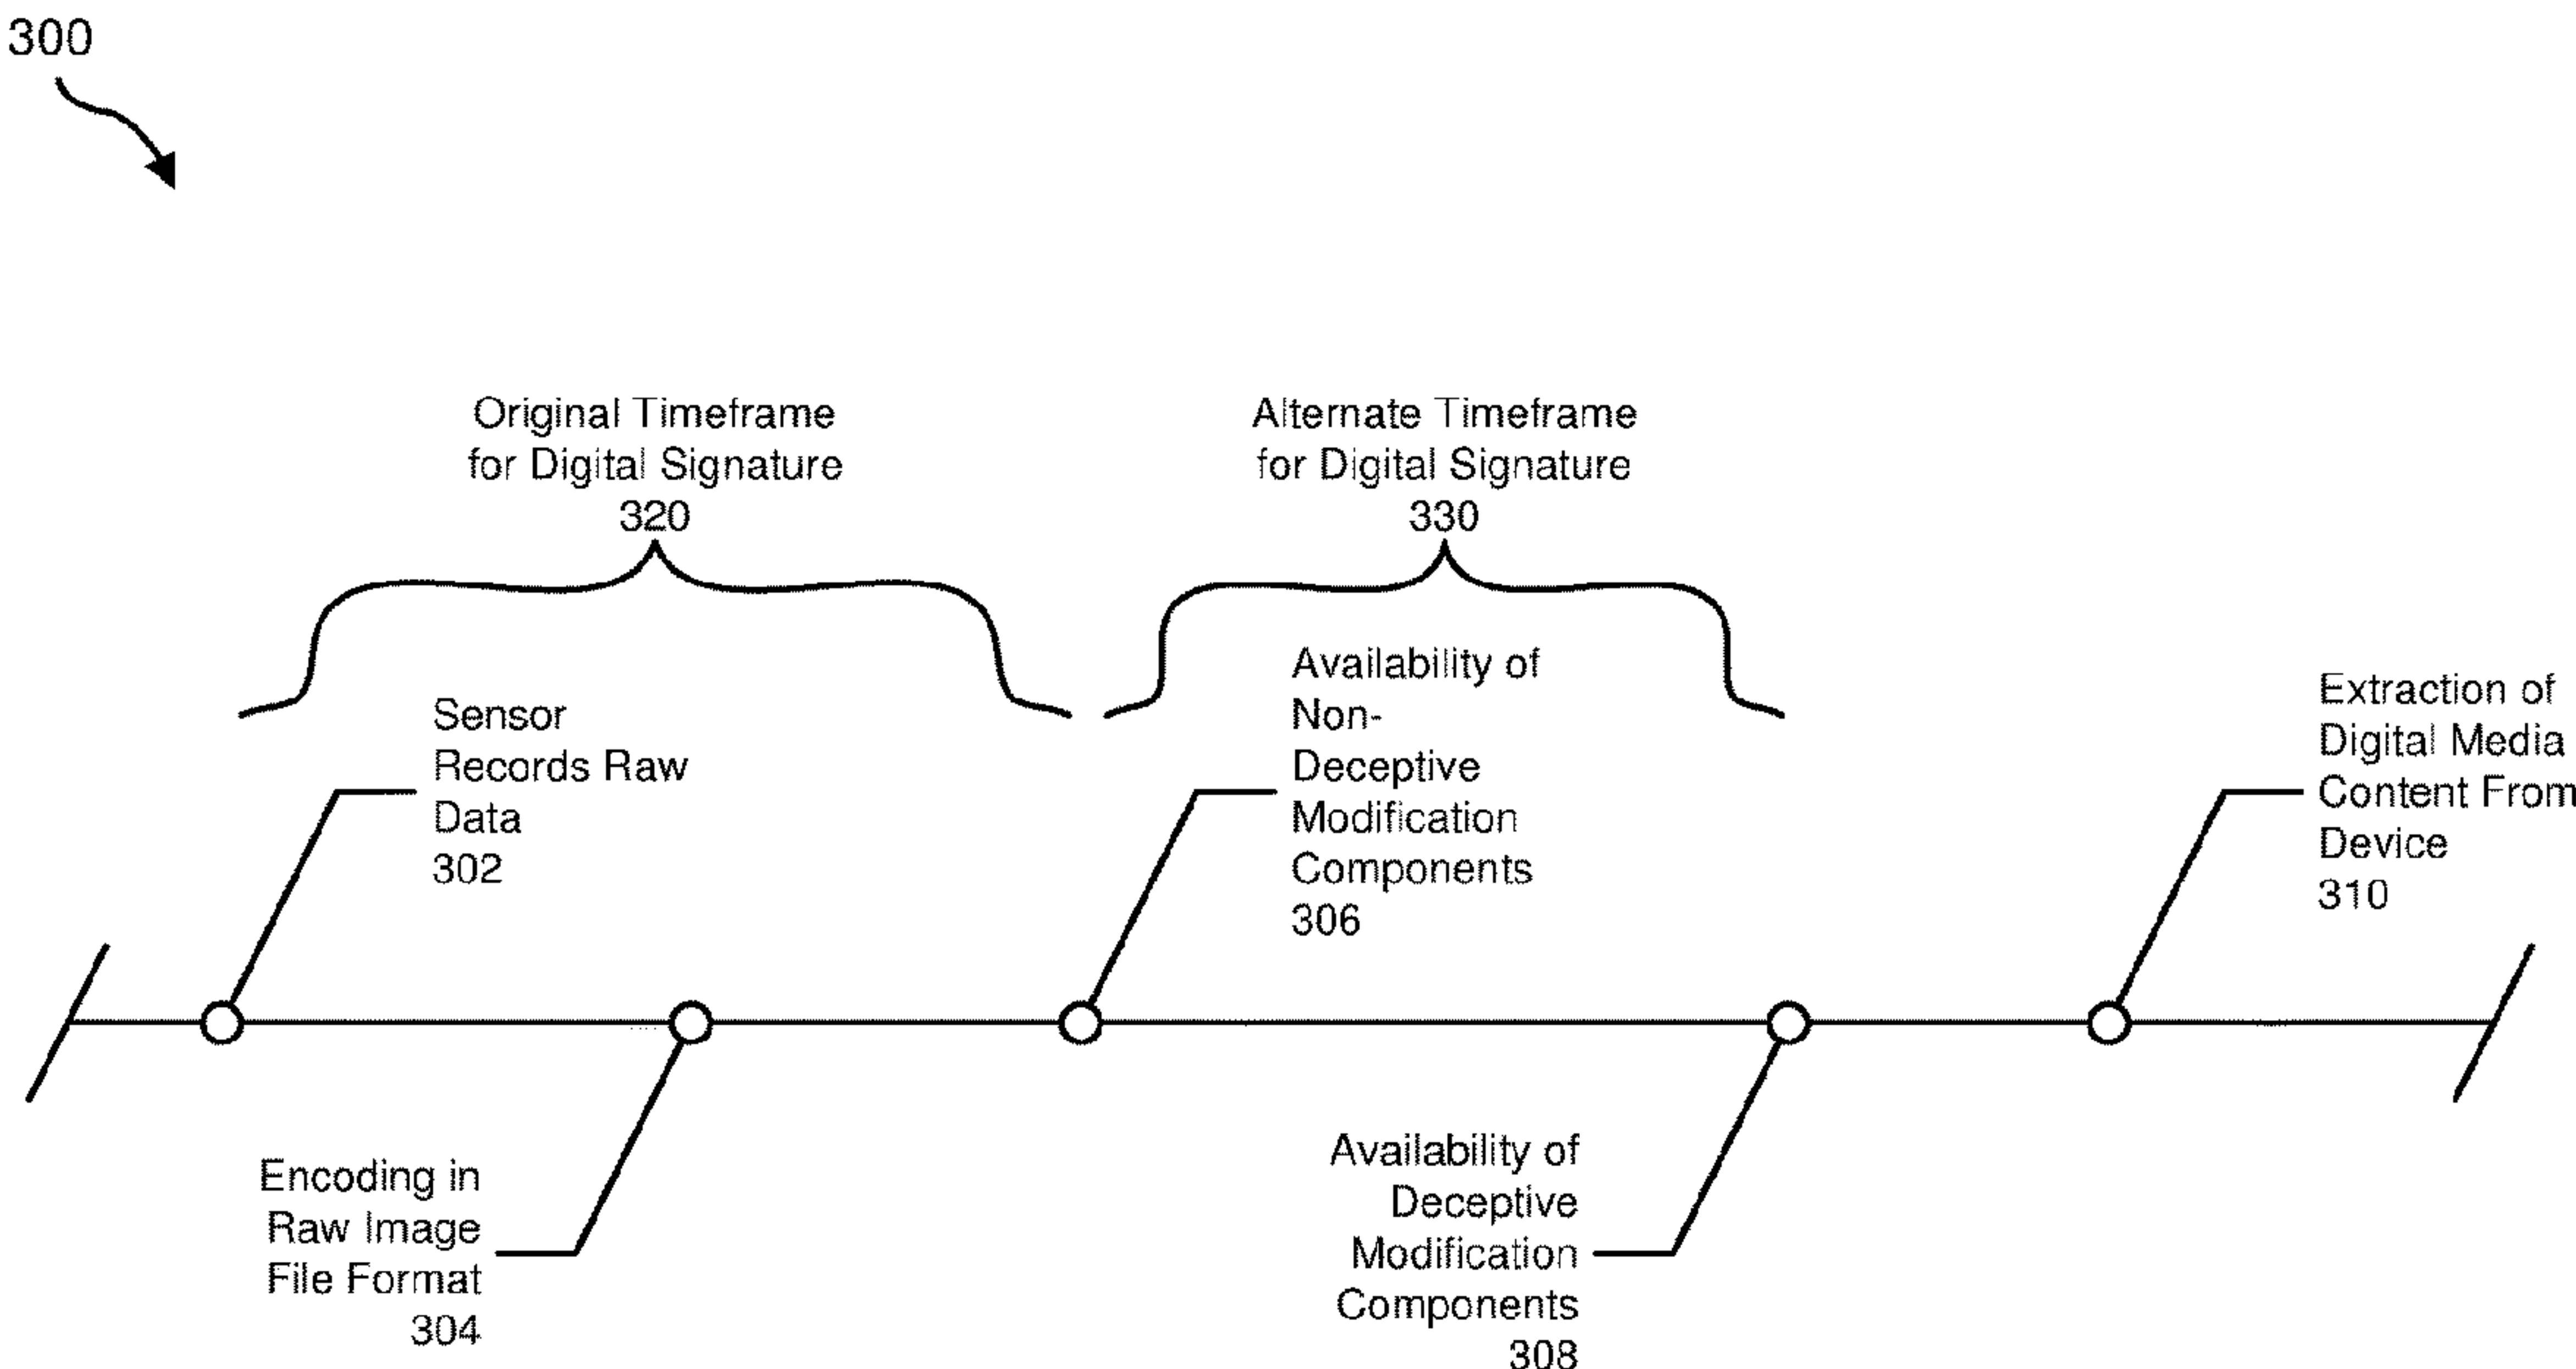 300
Original Timeframe
for Digital Signature
320
Alternate Timeframe
for Digital Signature
330
Sensor
Records Raw
Data
302
Availability of
Non-
Deceptive
Modification
Components
306
Extraction of
Digital Media
Content From
Device
310
Encoding in
Raw Image
File Format
304
Availability of
Deceptive
Modification
Components
308